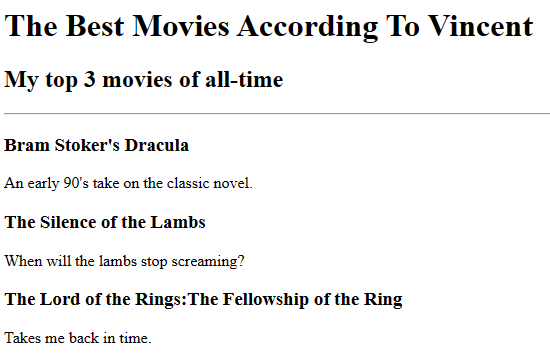 The Best Movies According To Vincent
My top 3 movies of all-time
Bram Stoker's Dracula
An early 90's take on the classic novel.
The Silence of the Lambs
When will the lambs stop screaming?
The Lord of the Rings:The Fellowship of the Ring
Takes me back in time.